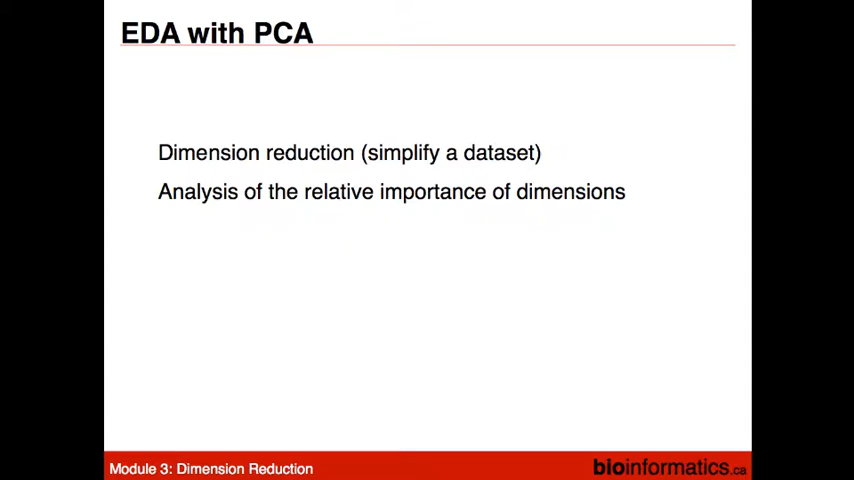 EDA with PCA
Dimension reduction (simplify a dataset)
Analysis of the relative importance of dimensions
Module 3: Dimension Reduction
bioinformatics.ca